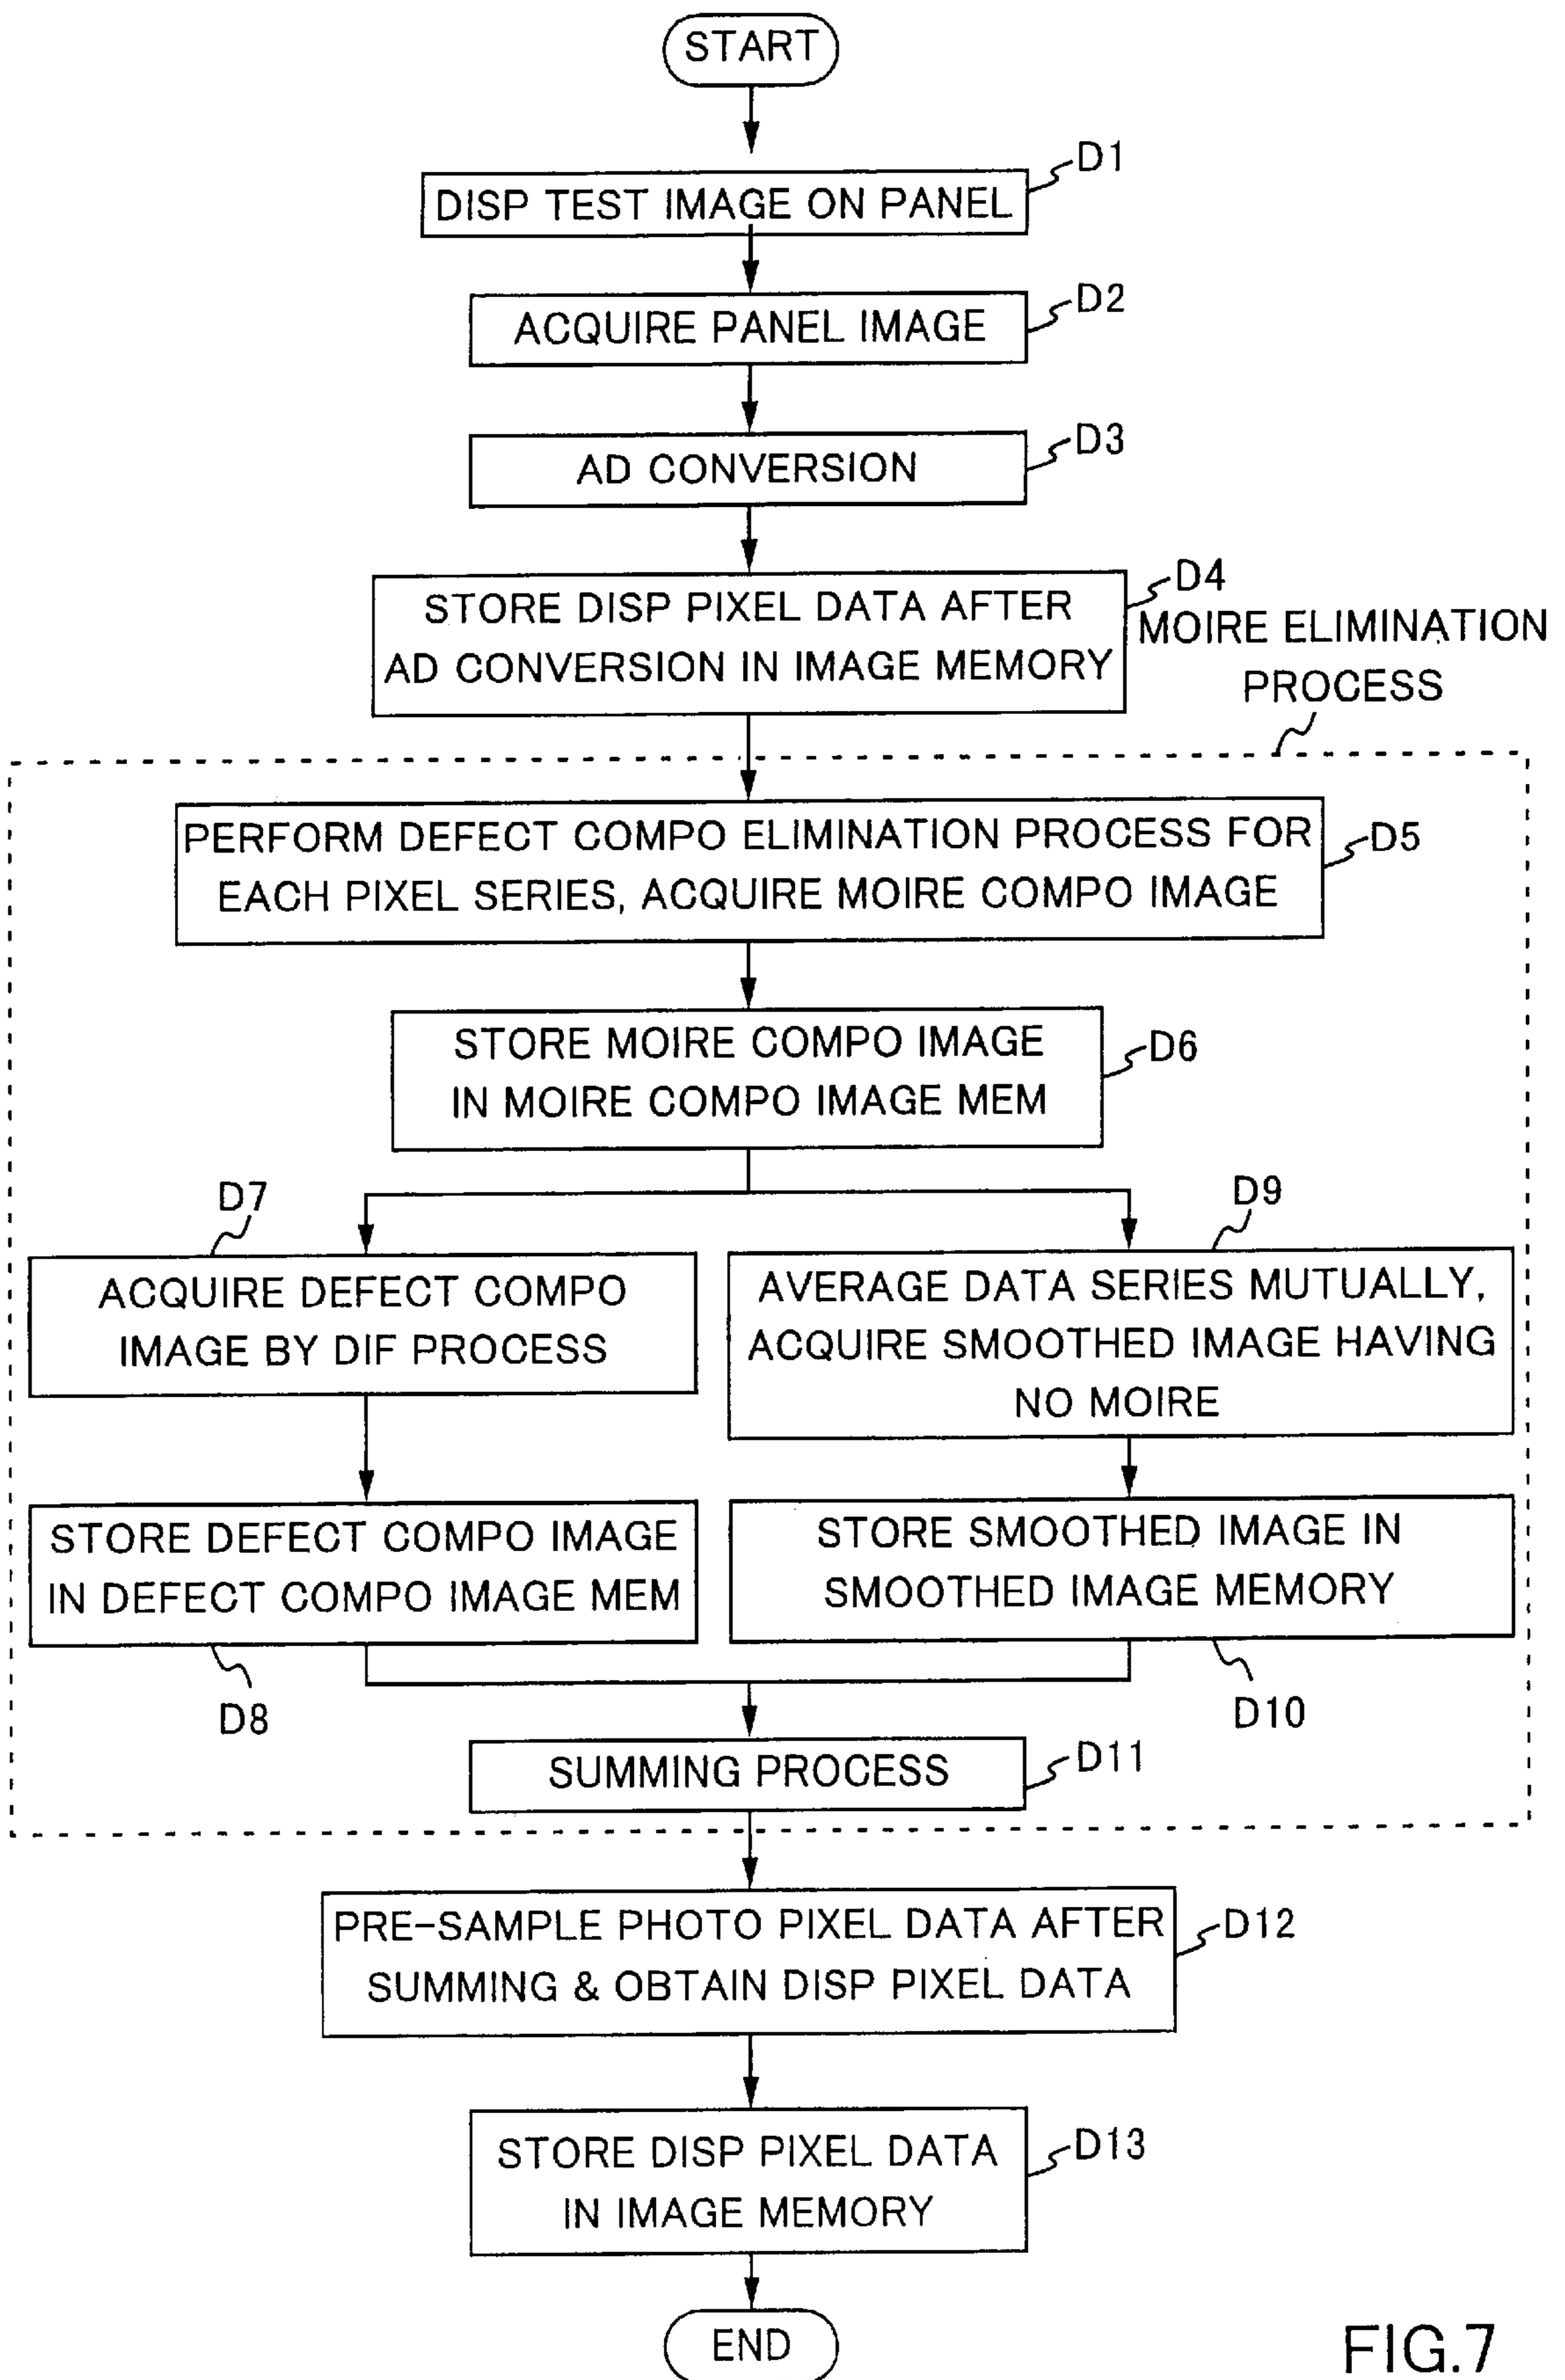 START
D1
DISP TEST IMAGE ON PANEL
D2
ACQUIRE PANEL IMAGE
D3
AD CONVERSION
D4
STORE DISP PIXEL DATA AFTER
AD CONVERSION IN IMAGE MEMORY
MOIRE ELIMINATION
PROCESS
PERFORM DEFECT COMPO ELIMINATION PROCESS FOR
EACH PIXEL SERIES, ACQUIRE MOIRE COMPO IMAGE
D5
STORE MOIRE COMPO IMAGE
IN MOIRE COMPO IMAGE MEM
D6
D7
ACQUIRE DEFECT COMPO
IMAGE BY DIF PROCESS
D9
AVERAGE DATA SERIES MUTUALLY,
ACQUIRE SMOOTHED IMAGE HAVING
NO MOIRE
STORE DEFECT COMPO IMAGE
IN DEFECT COMPO IMAGE MEM
D8
STORE SMOOTHED IMAGE IN
SMOOTHED IMAGE MEMORY
D10
SUMMING PROCESS
D11
PRE-SAMPLE PHOTO PIXEL DATA AFTER
SUMMING & OBTAIN DISP PIXEL DATA
D12
STORE DISP PIXEL DATA
IN IMAGE MEMORY
D13
END
FIG.7